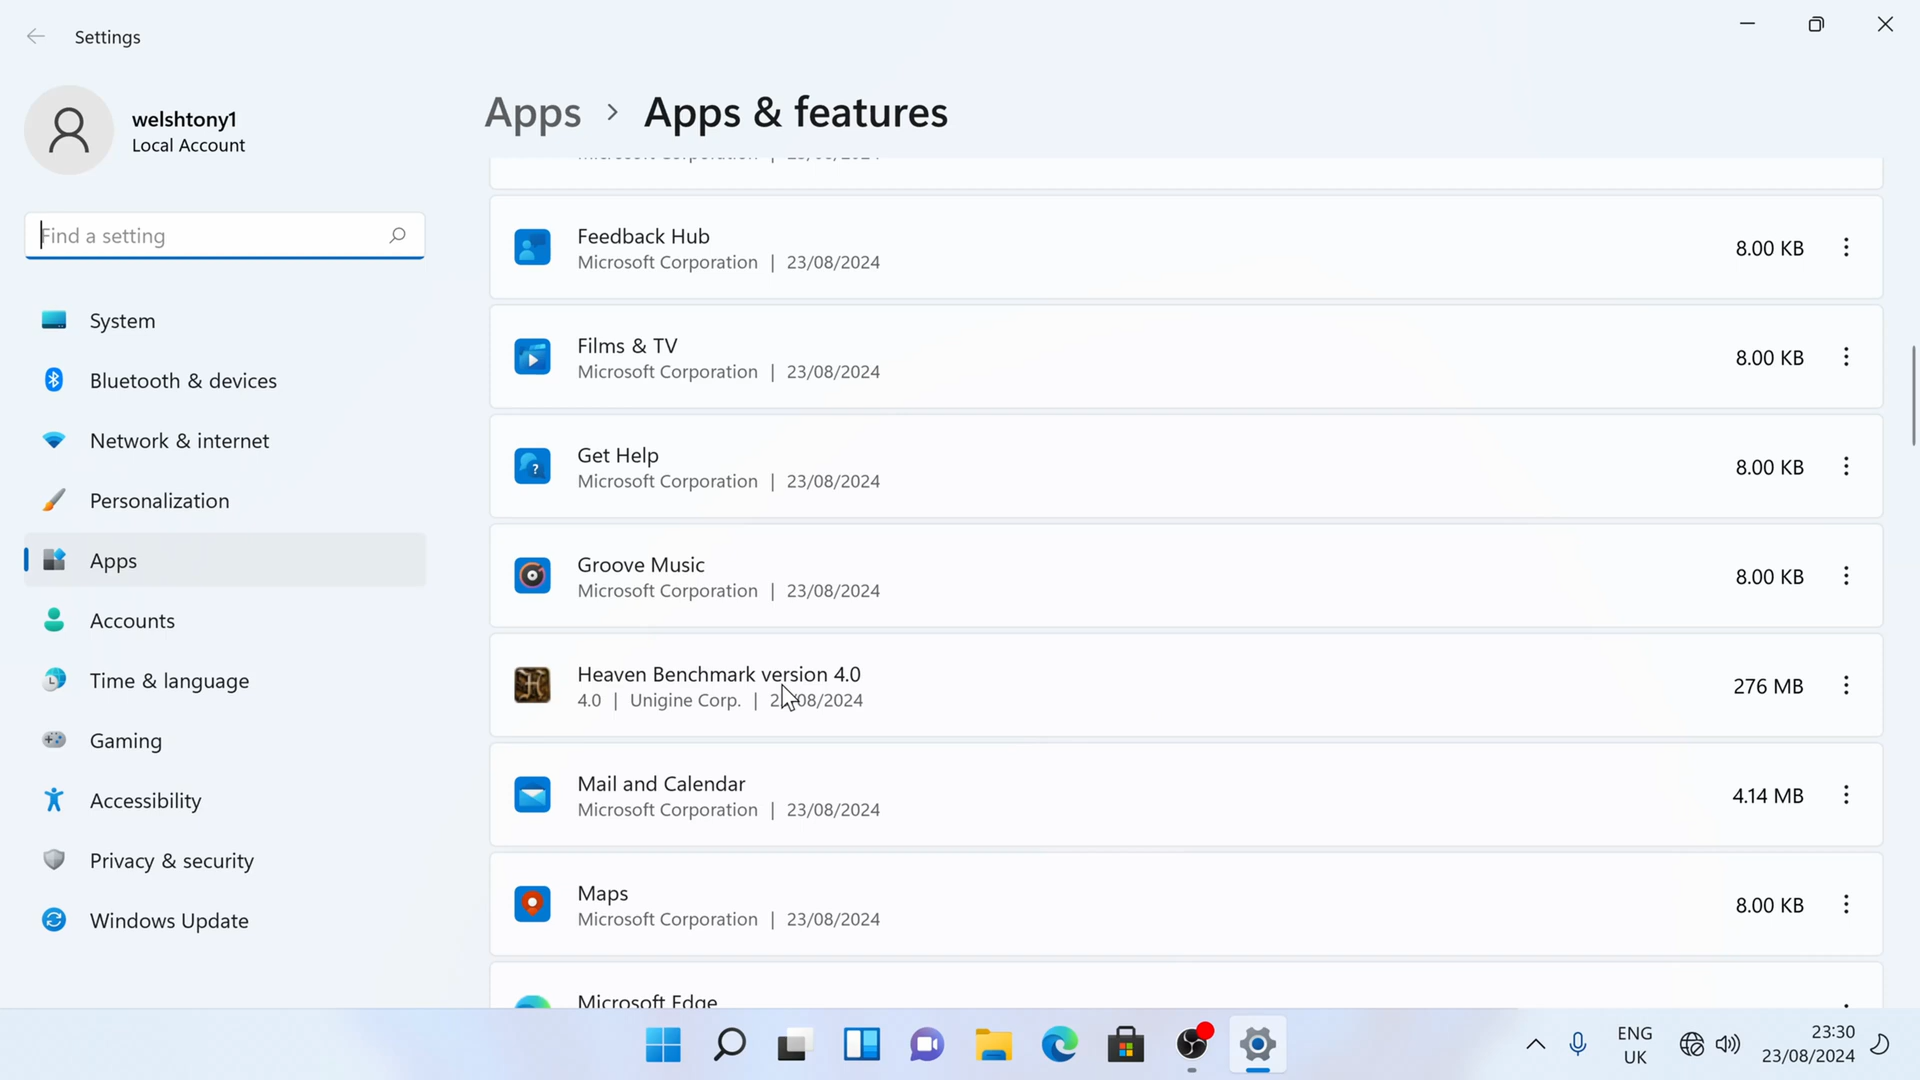 Settings
welshtony1
Local Account
Find a setting
System
Bluetooth & devices
Network & internet
Personalization
Apps
Accounts
Time & language
Gaming
Accessibility
Privacy & security
Windows Update
Apps > Apps & features
Feedback Hub
Microsoft Corporation | 23/08/2024
8.00 KB
Films & TV
Microsoft Corporation | 23/08/2024
8.00 KB
Get Help
Microsoft Corporation | 23/08/2024
8.00 KB
Groove Music
Microsoft Corporation | 23/08/2024
8.00 KB
Heaven Benchmark version 4.0
4.0 | Unigine Corp. | 23/08/2024
276 MB
Mail and Calendar
Microsoft Corporation | 23/08/2024
4.14 MB
Maps
Microsoft Corporation | 23/08/2024
8.00 KB
Microsoft Edge
ENG
UK
23:30
23/08/2024